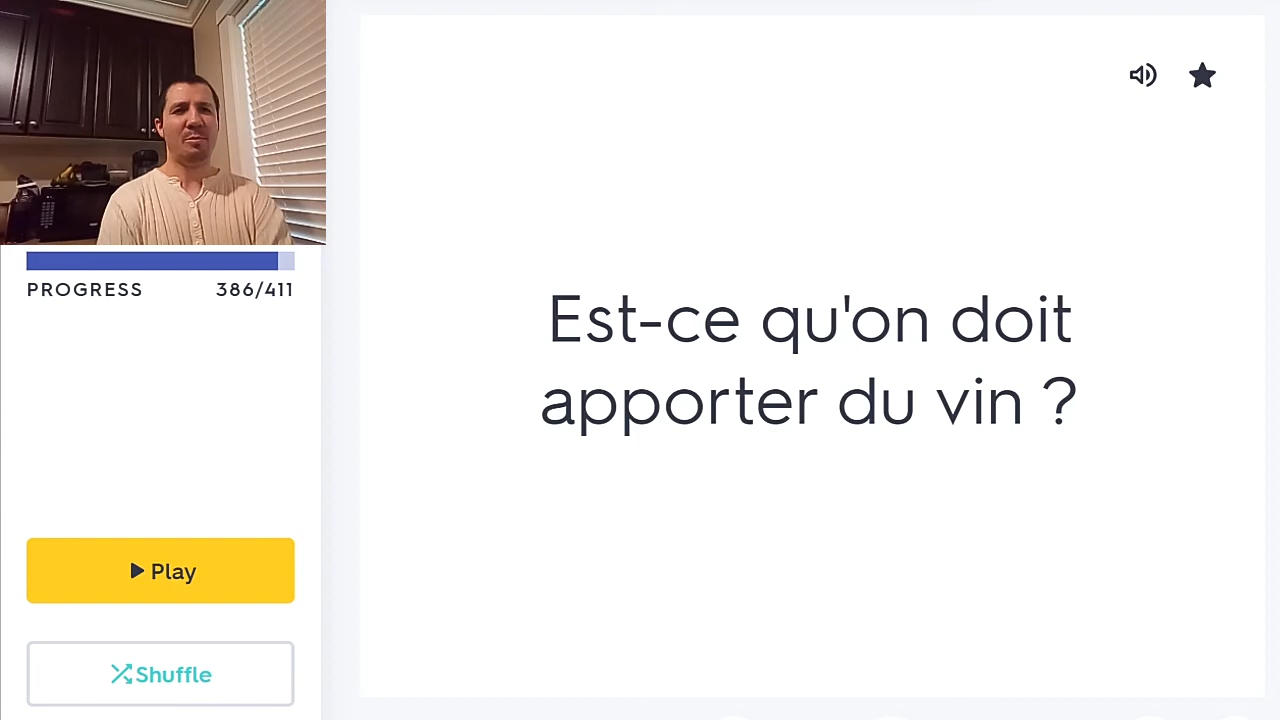 PROGRESS 386/411
Play
Shuffle
Est-ce qu'on doit
apporter du vin ?